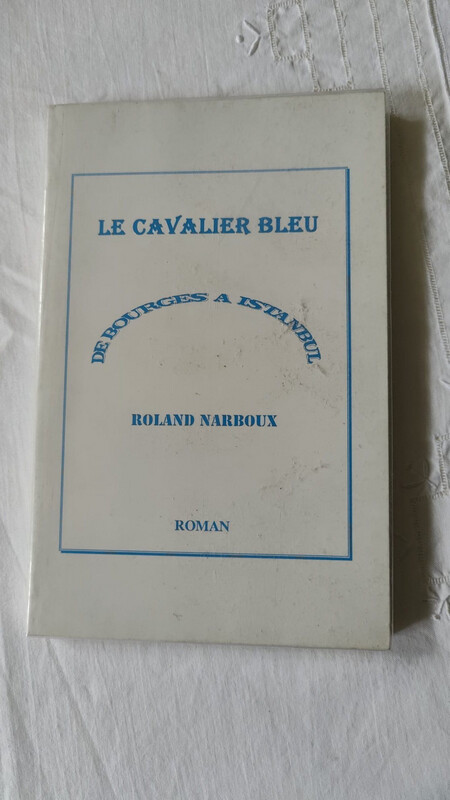 LE CAVALIER BLEU
DE BOURGES A ISTANBUL
ROLAND NARBOUX
ROMAN